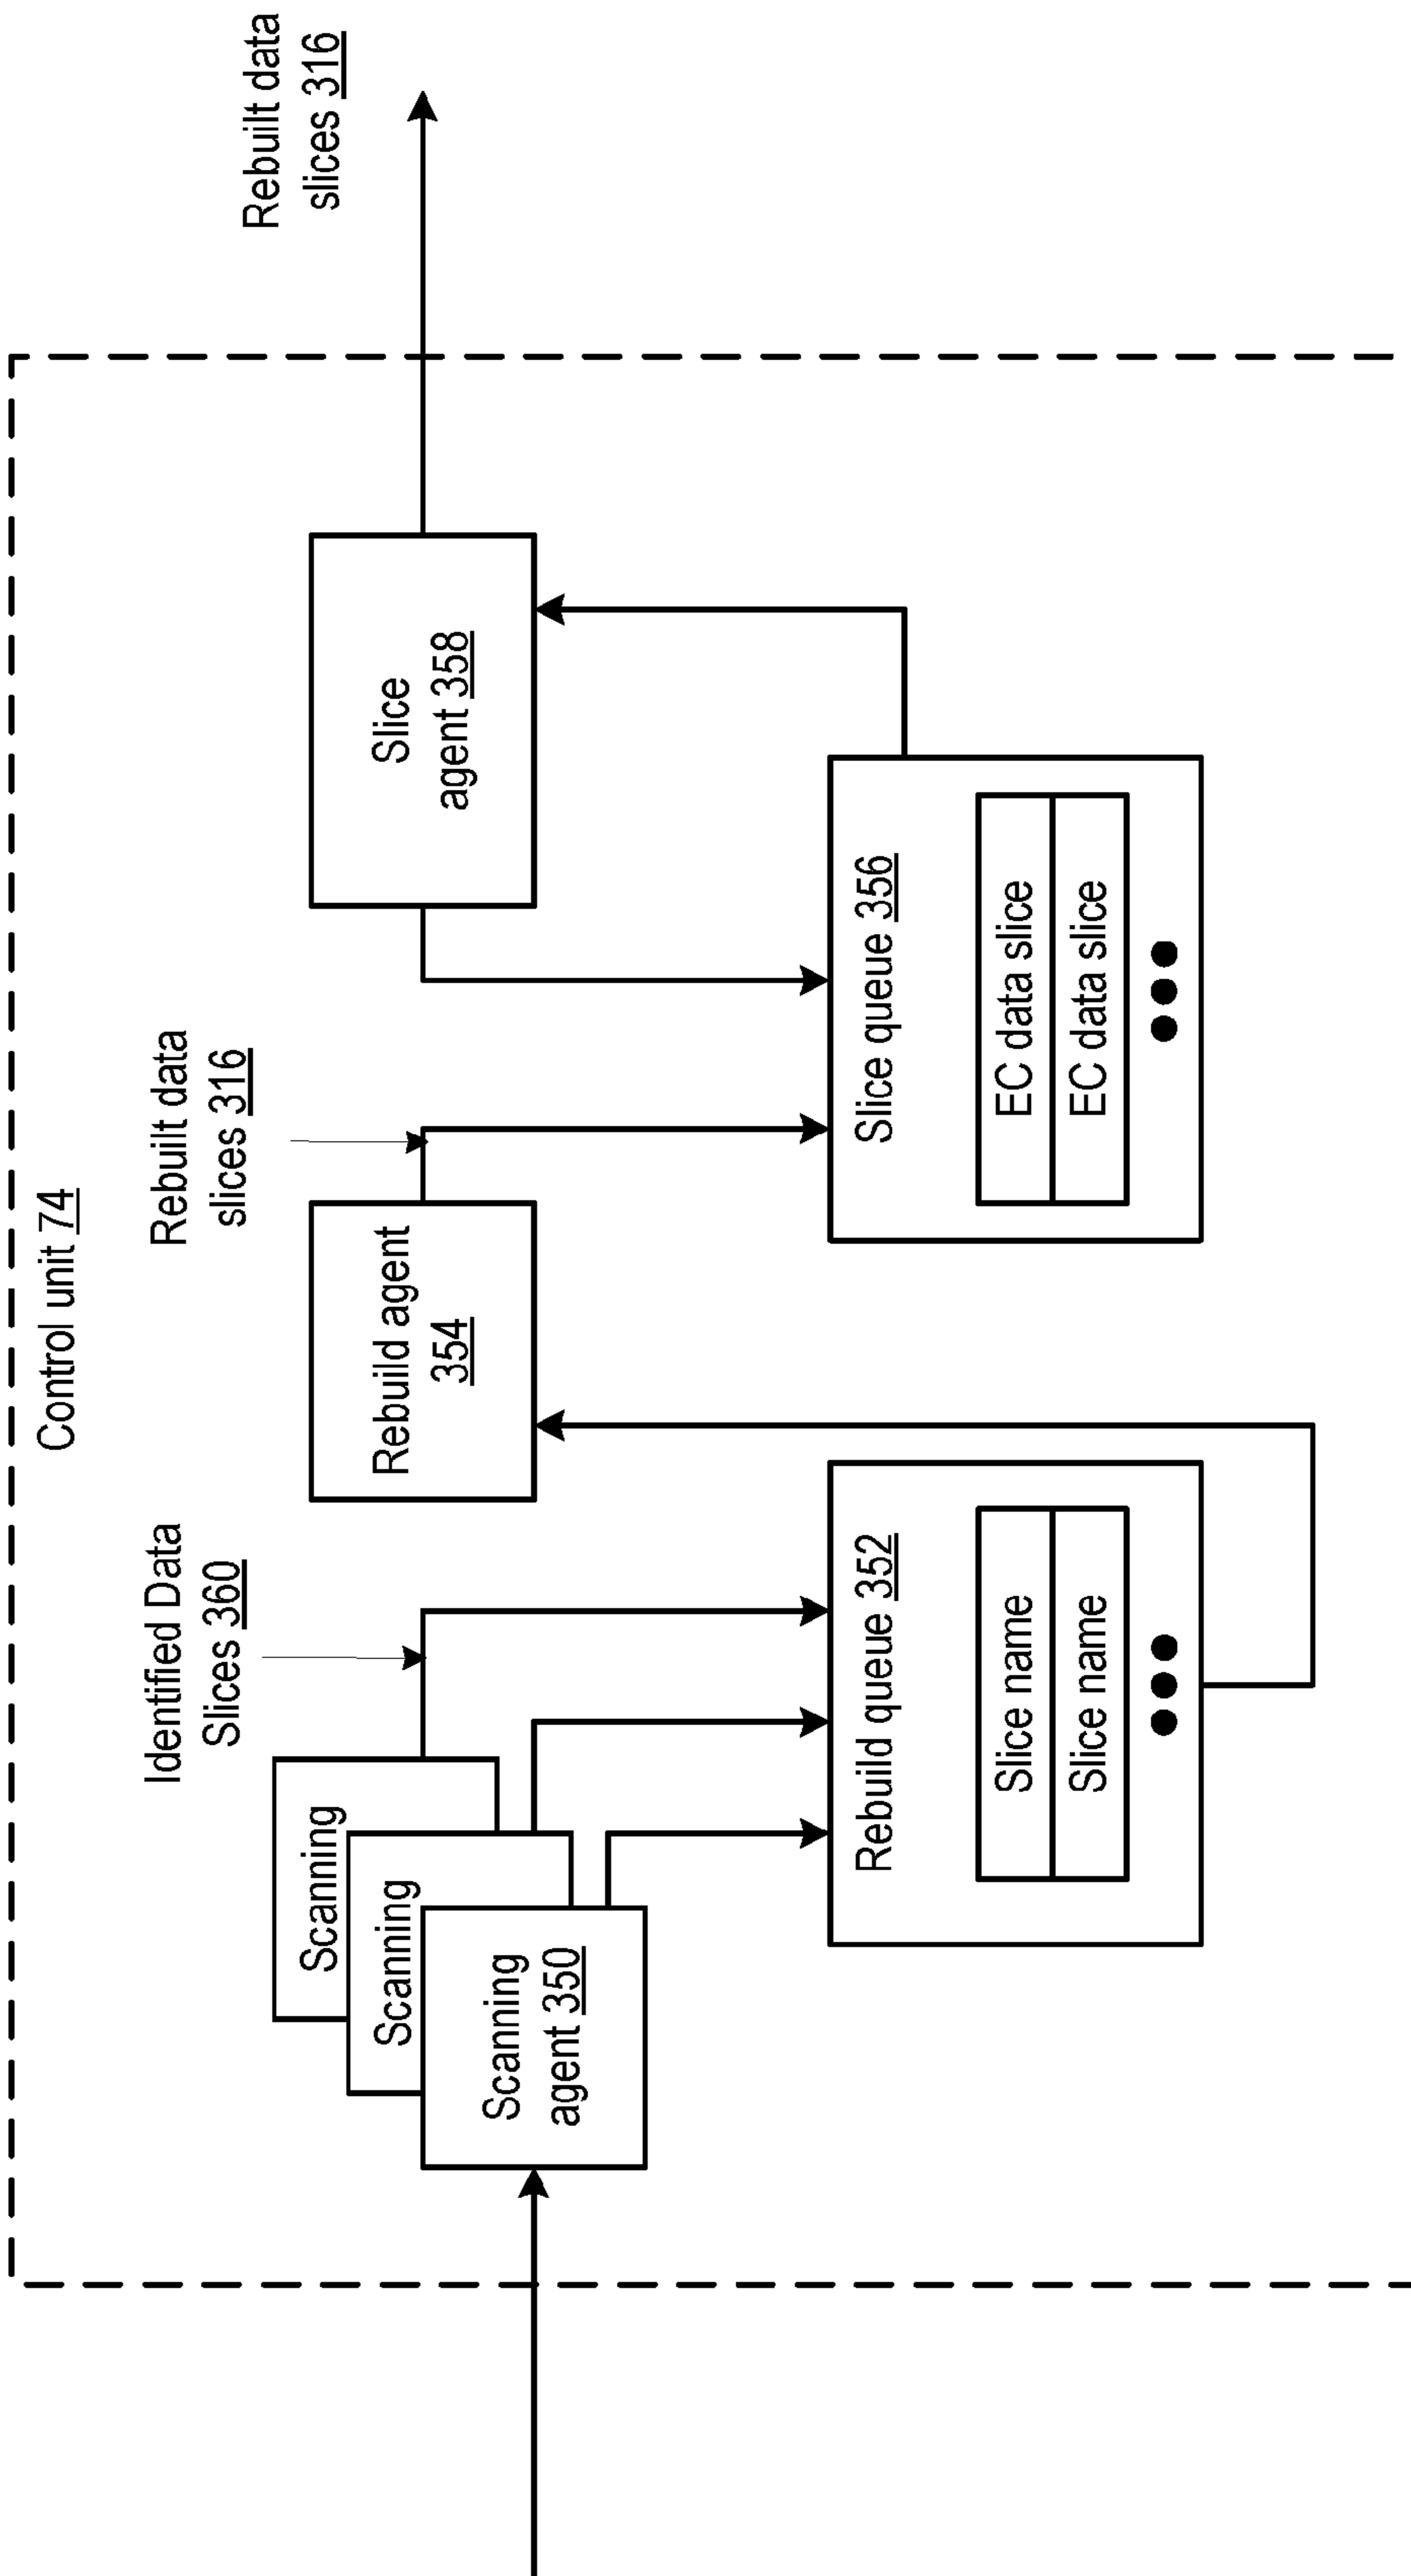 Control unit 74
Identified Data
Slices 360
Rebuilt data
slices 316
Rebuilt data
slices 316
Scanning
Scanning
Scanning
agent 350
Rebuild agent
354
Slice
agent 358
Rebuild queue 352
Slice name
Slice name
Slice queue 356
EC data slice
EC data slice